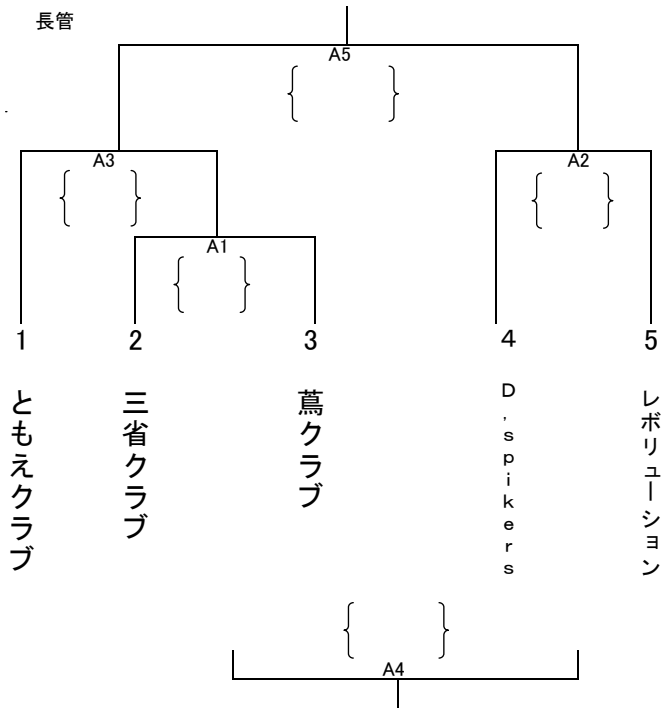 長管
A5
A3
A2
A1
1
2
3
4
5
ともえクラブ
三省クラブ
蔦クラブ
D,spikers
レボリューション
A4